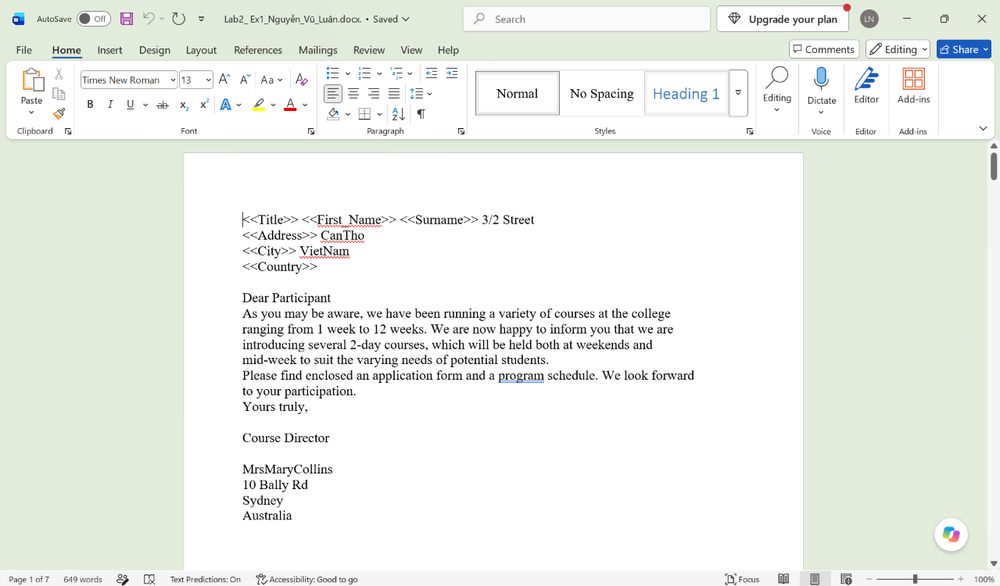 AutoSave Off Lab2_ Ex1_Nguyễn_Vũ_Luân.docx. • Saved Search Upgrade your plan LN
File Home Insert Design Layout References Mailings Review View Help Comments Editing Share
Paste Times New Roman 13 Aa Normal No Spacing Heading 1 Editing Dictate Editor Add-ins
B I U ab x₂ x² A A
Clipboard Font Paragraph Styles Voice Editor Add-ins
<<Title>> <<First_Name>> <<Surname>> 3/2 Street
<<Address>> CanTho
<<City>> VietNam
<<Country>>
Dear Participant
As you may be aware, we have been running a variety of courses at the college
ranging from 1 week to 12 weeks. We are now happy to inform you that we are
introducing several 2-day courses, which will be held both at weekends and
mid-week to suit the varying needs of potential students.
Please find enclosed an application form and a program schedule. We look forward
to your participation.
Yours truly,
Course Director
MrsMaryCollins
10 Bally Rd
Sydney
Australia
Page 1 of 7 649 words Text Predictions: On Accessibility: Good to go Focus 100%